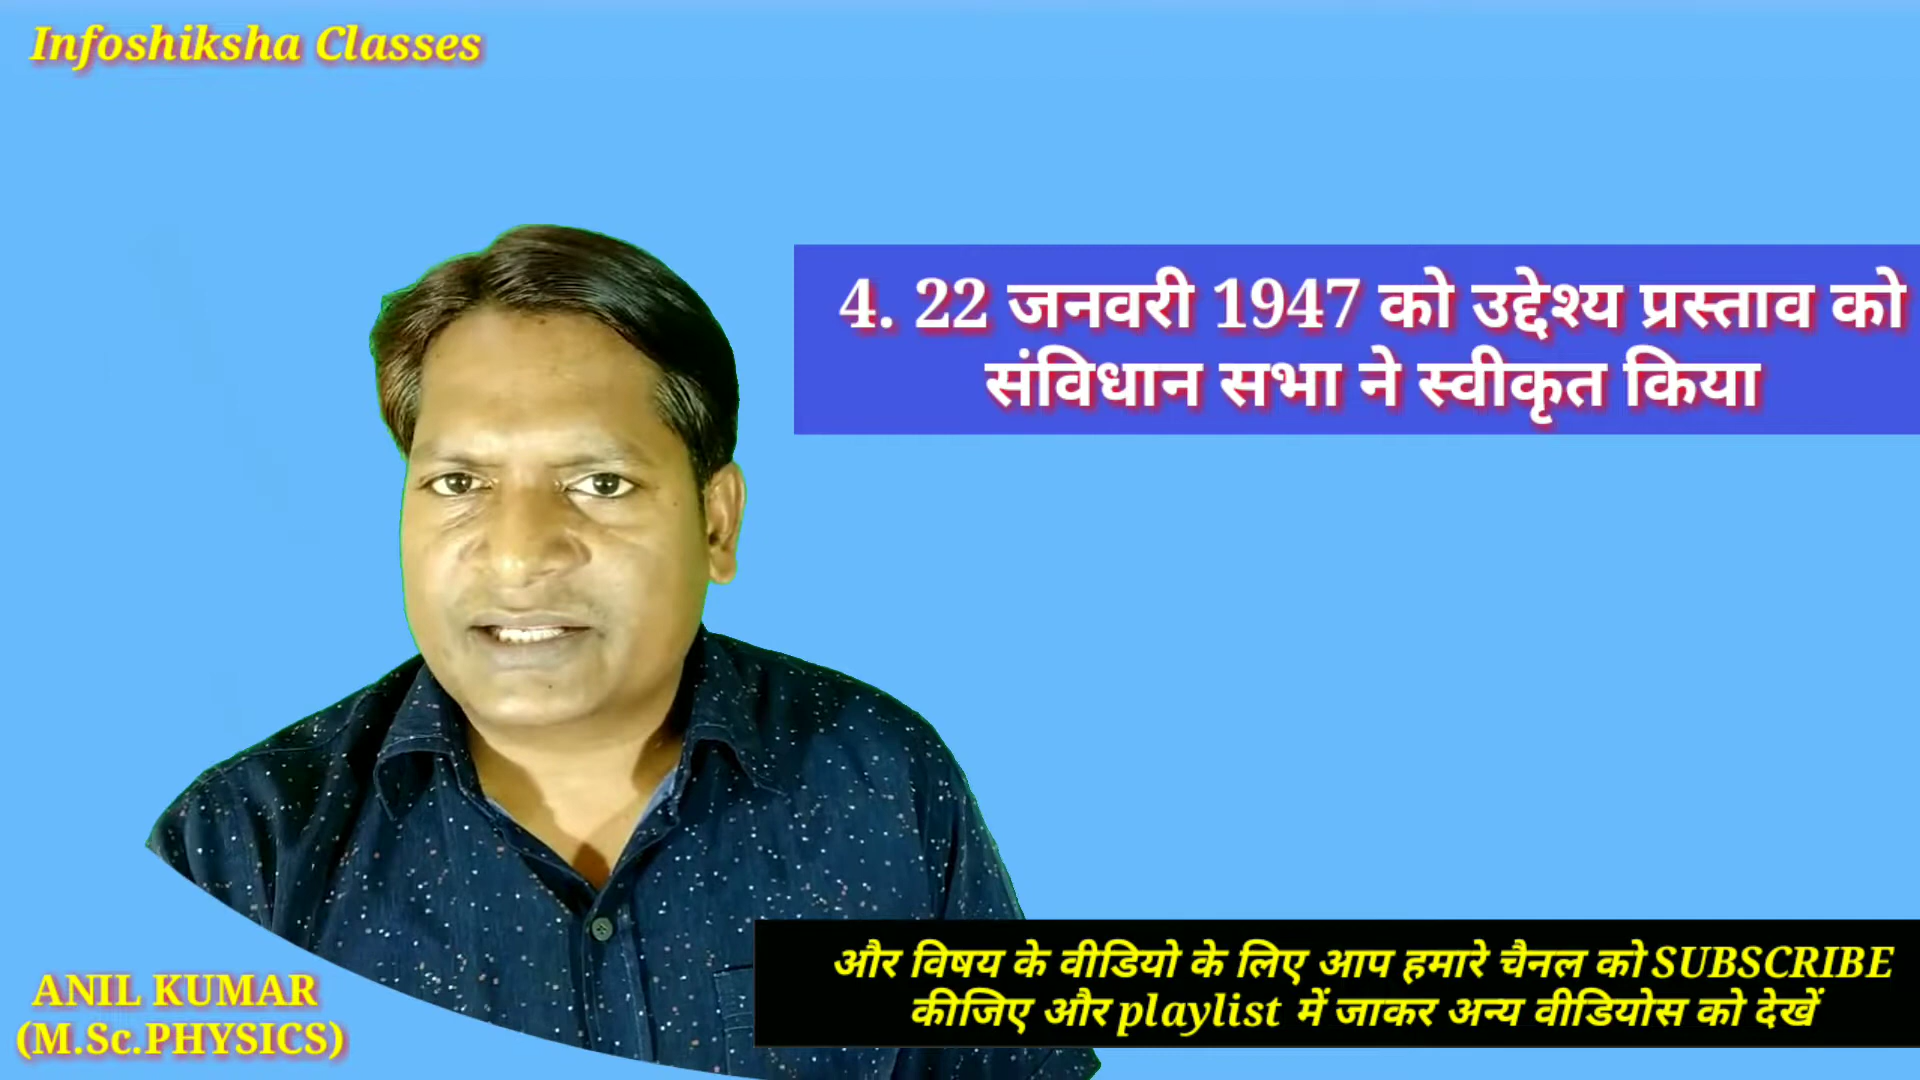 Infoshiksha Classes
4. 22 जनवरी 1947 को उद्देश्य प्रस्ताव को
संविधान सभा ने स्वीकृत किया
और विषय के वीडियो के लिए आप हमारे चैनल को SUBSCRIBE
कीजिए और playlist में जाकर अन्य वीडियोस को देखें
ANIL KUMAR
(M.Sc.PHYSICS)